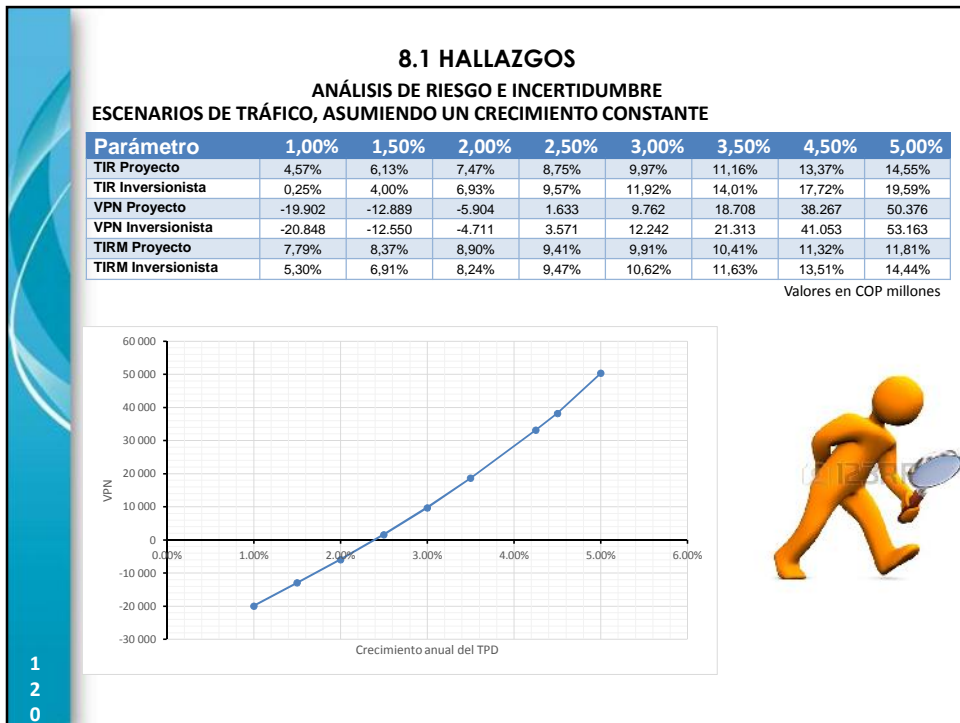 8.1 HALLAZGOS
ANÁLISIS DE RIESGO E INCERTIDUMBRE
ESCENARIOS DE TRÁFICO, ASUMIENDO UN CRECIMIENTO CONSTANTE
Parámetro 1,00% 1,50% 2,00% 2,50% 3,00% 3,50% 4,50% 5,00%
TIR Proyecto 4,57% 6,13% 7,47% 8,75% 9,97% 11,16% 13,37% 14,55%
TIR Inversionista 0,25% 4,00% 6,93% 9,57% 11,92% 14,01% 17,72% 19,59%
VPN Proyecto -19.902 -12.889 -5.904 1.633 9.762 18.708 38.267 50.376
VPN Inversionista -20.848 -12.550 -4.711 3.571 12.242 21.313 41.053 53.163
TIRM Proyecto 7,79% 8,37% 8,90% 9,41% 9,91% 10,41% 11,32% 11,81%
TIRM Inversionista 5,30% 6,91% 8,24% 9,47% 10,62% 11,63% 13,51% 14,44%
Valores en COP millones
60 000
50 000
40 000
30 000
20 000
10 000
0
-10 000
-20 000
-30 000
VPN
0.00% 1.00% 2.00% 3.00% 4.00% 5.00% 6.00%
Crecimiento anual del TPD
123RF
1
2
0